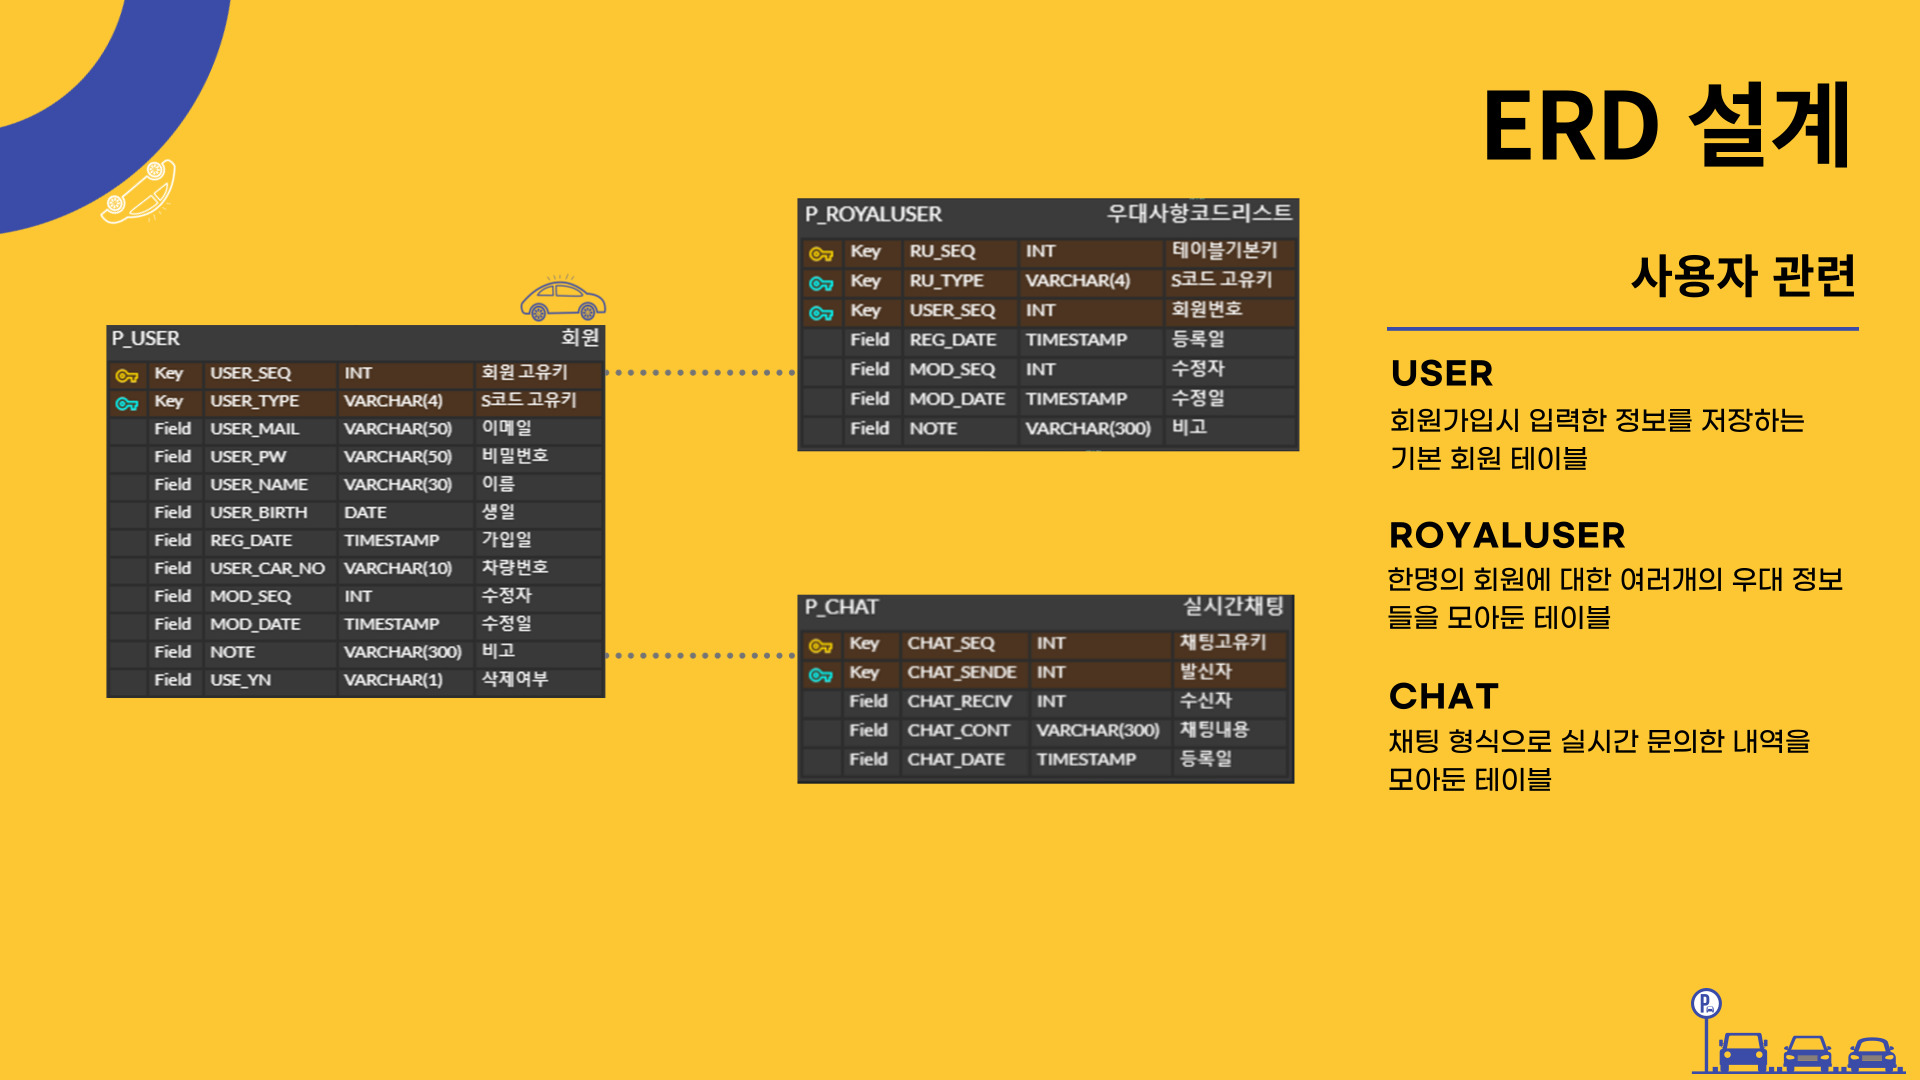 ERD 설계
사용자 관련
P_USER 회원
Key USER_SEQ INT 회원 고유키
Key USER_TYPE VARCHAR(4) S코드 고유키
Field USER_MAIL VARCHAR(50) 이메일
Field USER_PW VARCHAR(50) 비밀번호
Field USER_NAME VARCHAR(30) 이름
Field USER_BIRTH DATE 생일
Field REG_DATE TIMESTAMP 가입일
Field USER_CAR_NO VARCHAR(10) 차량번호
Field MOD_SEQ INT 수정자
Field MOD_DATE TIMESTAMP 수정일
Field NOTE VARCHAR(300) 비고
Field USE_YN VARCHAR(1) 삭제여부
P_ROYALUSER 우대사항코드리스트
Key RU_SEQ INT 테이블기본키
Key RU_TYPE VARCHAR(4) S코드 고유키
Key USER_SEQ INT 회원번호
Field REG_DATE TIMESTAMP 등록일
Field MOD_SEQ INT 수정자
Field MOD_DATE TIMESTAMP 수정일
Field NOTE VARCHAR(300) 비고
P_CHAT 실시간채팅
Key CHAT_SEQ INT 채팅고유키
Key CHAT_SENDE INT 발신자
Field CHAT_RECIV INT 수신자
Field CHAT_CONT VARCHAR(300) 채팅내용
Field CHAT_DATE TIMESTAMP 등록일
USER
회원가입시 입력한 정보를 저장하는
기본 회원 테이블
ROYALUSER
한명의 회원에 대한 여러개의 우대 정보
들을 모아둔 테이블
CHAT
채팅 형식으로 실시간 문의한 내역을
모아둔 테이블
P